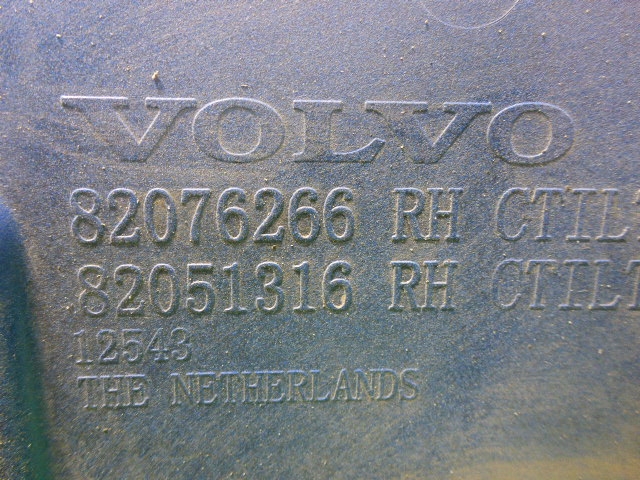 VOLVO
82076266 RH CTILT
82051316 RH CTILT
12543
THE NETHERLANDS